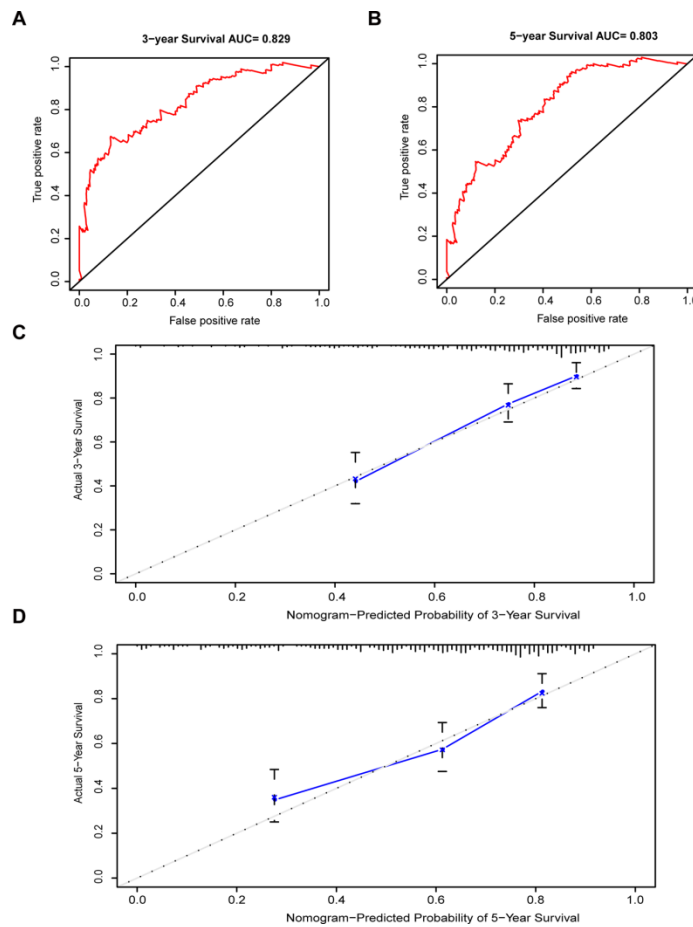 A
3−year Survival AUC= 0.829
True positive rate
0.0 0.2 0.4 0.6 0.8 1.0
0.0 0.2 0.4 0.6 0.8 1.0
False positive rate
B
5−year Survival AUC= 0.803
True positive rate
0.0 0.2 0.4 0.6 0.8 1.0
0.0 0.2 0.4 0.6 0.8 1.0
False positive rate
C
Actual 3−Year Survival
0.0 0.2 0.4 0.6 0.8 1.0
0.0 0.2 0.4 0.6 0.8 1.0
Nomogram−Predicted Probability of 3−Year Survival
D
Actual 5−Year Survival
0.0 0.2 0.4 0.6 0.8 1.0
0.0 0.2 0.4 0.6 0.8 1.0
Nomogram−Predicted Probability of 5−Year Survival